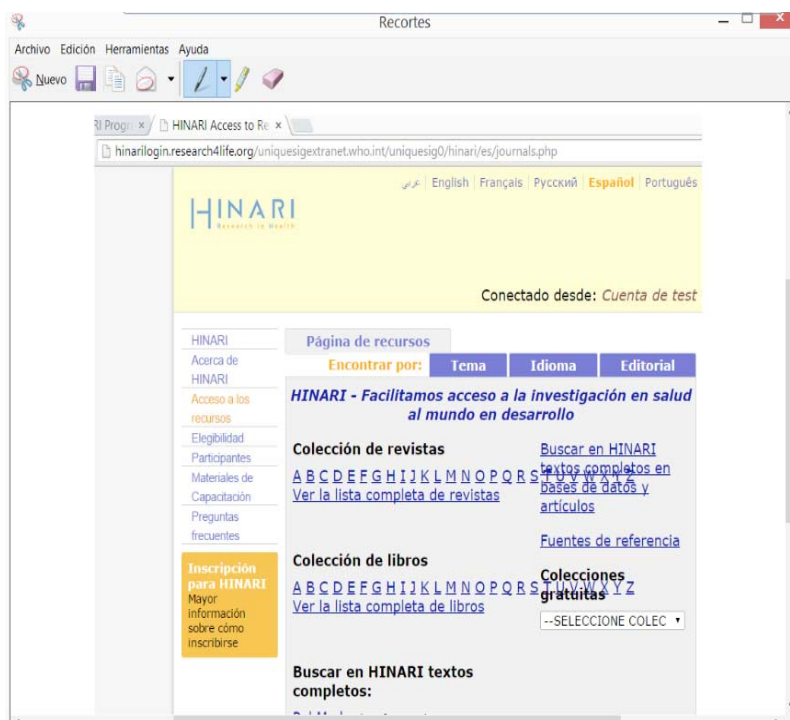 Recortes
Archivo Edición Herramientas Ayuda
Nuevo
HINARI Access to Re
hinarilogin.research4life.org/uniquesigextranet.who.int/uniquesig0/hinari/es/journals.php
عربي English Français Русский Español Português
HINARI
Research in Health
Conectado desde: Cuenta de test
HINARI
Acerca de
HINARI
Acceso a los
recursos
Elegibilidad
Participantes
Materiales de
Capacitación
Preguntas
frecuentes
Inscripción
para HINARI
Mayor
información
sobre cómo
inscribirse
Página de recursos
Encontrar por: Tema Idioma Editorial
HINARI - Facilitamos acceso a la investigación en salud
al mundo en desarrollo
Colección de revistas
A B C D E F G H I J K L M N O P Q R S T U V W X Y Z
Ver la lista completa de revistas
Colección de libros
A B C D E F G H I J K L M N O P Q R S T U V W X Y Z
Ver la lista completa de libros
Buscar en HINARI textos
completos:
Buscar en HINARI
textos completos en
bases de datos y
artículos
Fuentes de referencia
Colecciones
gratuitas
--SELECCIONE COLEC